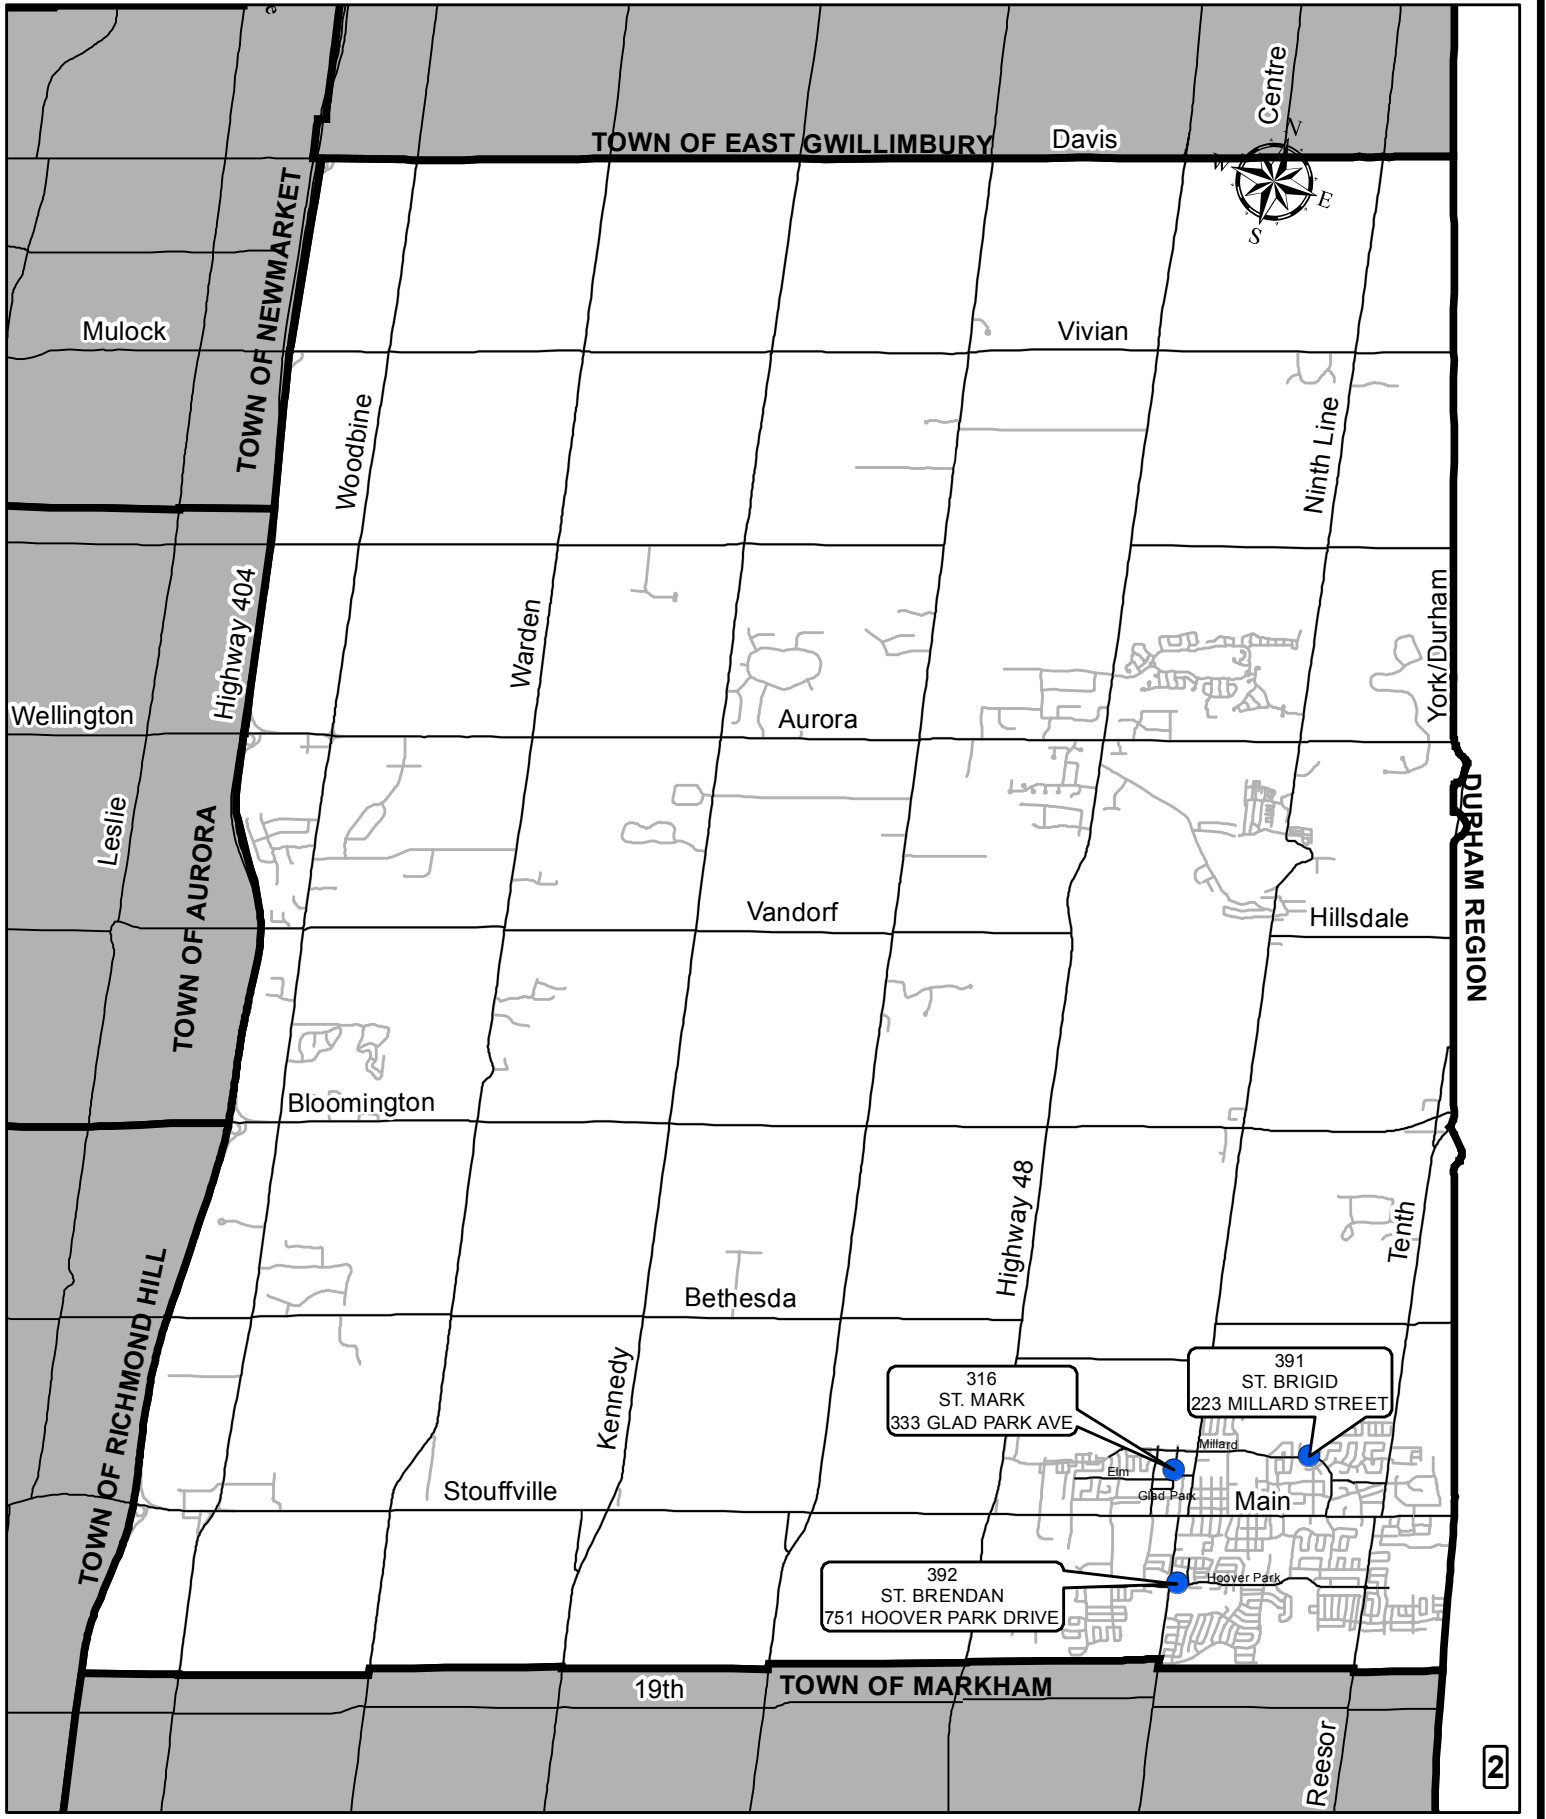 Centre
TOWN OF EAST GWILLIMBURY
Davis
N
W
E
S
TOWN OF NEWMARKET
Mulock
Vivian
Woodbine
Ninth Line
Highway 404
Warden
York/Durham
Wellington
Aurora
Leslie
TOWN OF AURORA
DURHAM REGION
Vandorf
Hillsdale
Bloomington
Highway 48
Tenth
TOWN OF RICHMOND HILL
Bethesda
Kennedy
316
ST. MARK
333 GLAD PARK AVE
391
ST. BRIGID
223 MILLARD STREET
Millard
Elm
Glad Park
Stouffville
Main
392
ST. BRENDAN
751 HOOVER PARK DRIVE
Hoover Park
19th
TOWN OF MARKHAM
Reesor
2